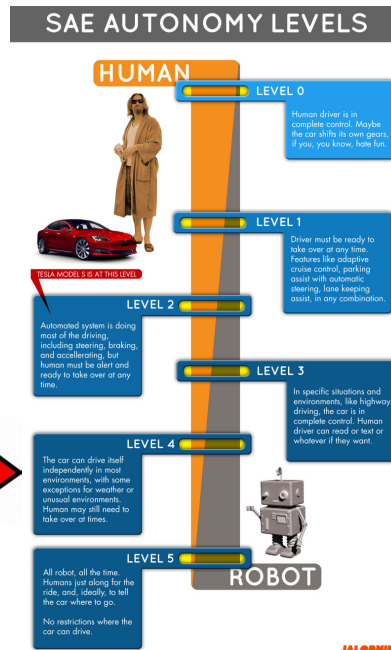 SAE AUTONOMY LEVELS
HUMAN
LEVEL 0
Human driver is in
complete control. Maybe
the car shifts its own gears,
if you, you know, hate fun.
LEVEL 1
Driver must be ready to
take over at any time.
Features like adaptive
cruise control, parking
assist with automatic
steering, lane keeping
assist, in any combination.
TESLA MODEL S IS AT THIS LEVEL
LEVEL 2
Automated system is doing
most of the driving,
including steering, braking,
and accellerating, but
human must be alert and
ready to take over at any
time.
LEVEL 3
In specific situations and
environments, like highway
driving, the car is in
complete control. Human
driver can read or text or
whatever if they want.
LEVEL 4
The car can drive itself
independently in most
environments, with some
exceptions for weather or
unusual environments.
Human may still need to
take over at times.
LEVEL 5
All robot, all the time.
Humans just along for the
ride, and, ideally, to tell
the car where to go.
No restrictions where the
car can drive.
ROBOT